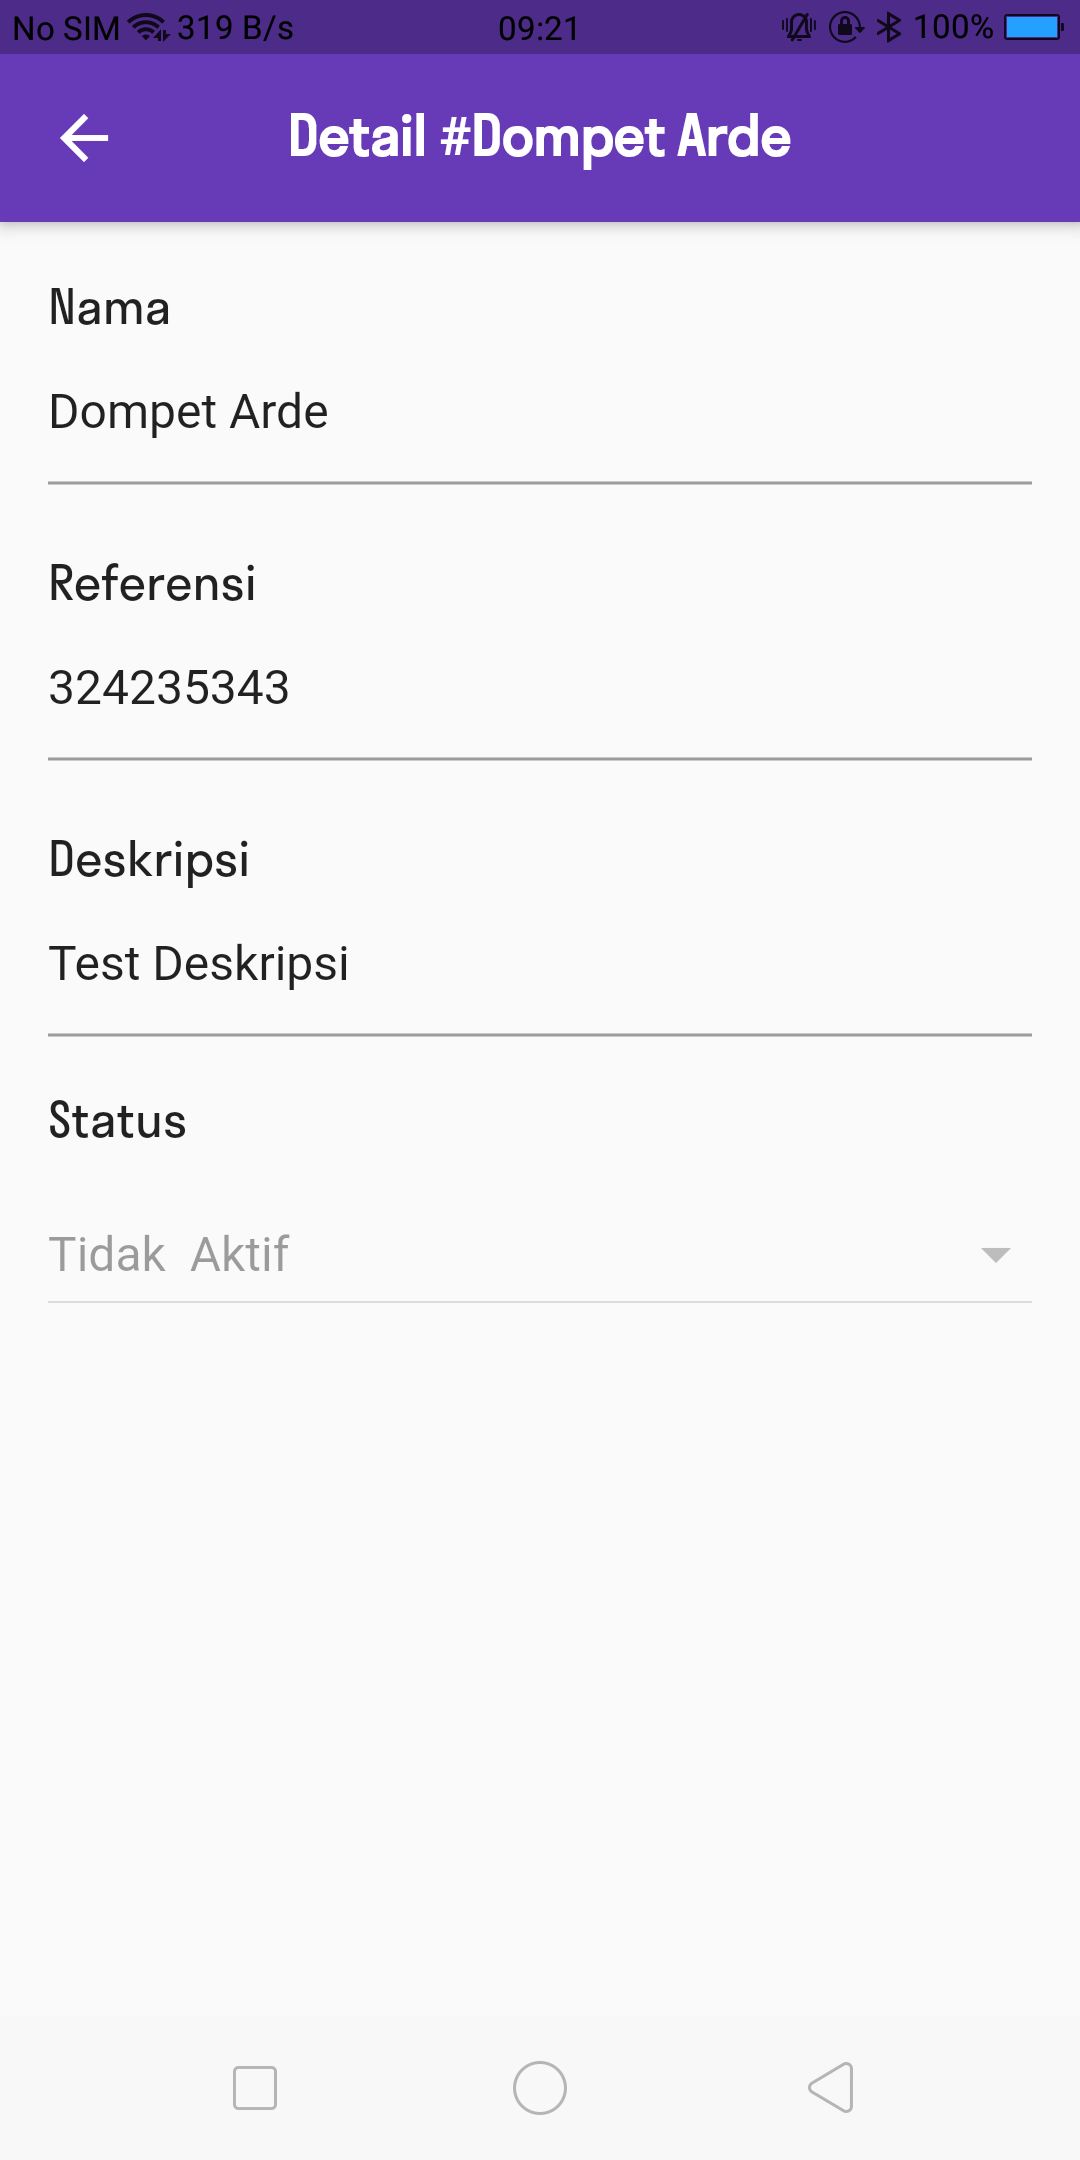 No SIM 319 B/s 09:21 100%
Detail #Dompet Arde
Nama
Dompet Arde
Referensi
324235343
Deskripsi
Test Deskripsi
Status
Tidak  Aktif